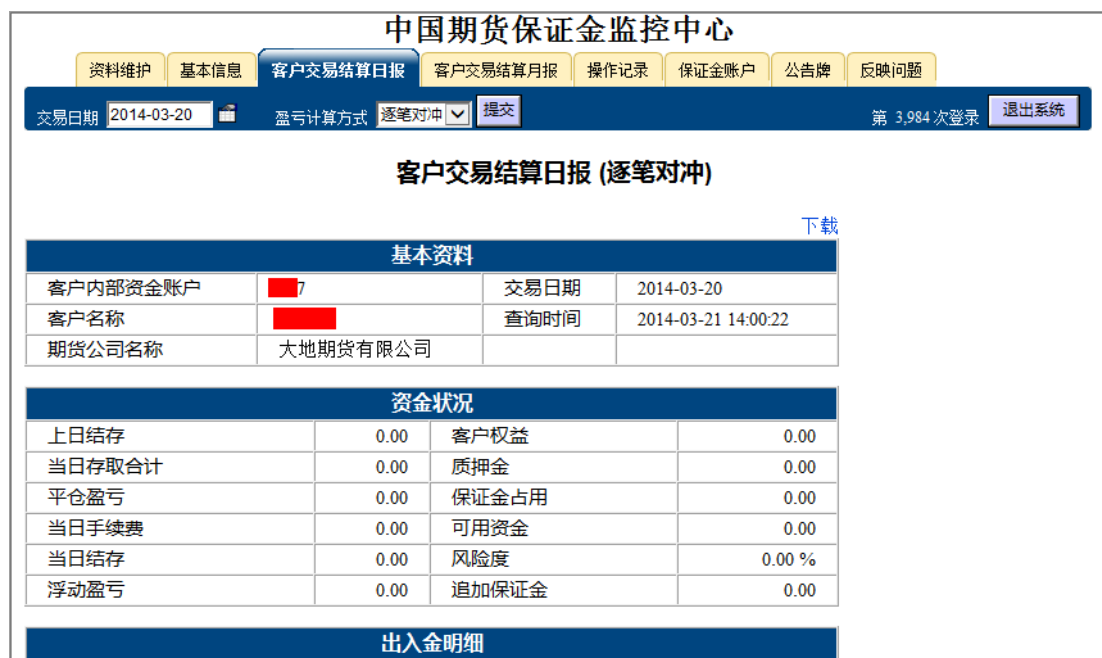 中国期货保证金监控中心
资料维护 基本信息 客户交易结算日报 客户交易结算月报 操作记录 保证金账户 公告牌 反映问题
交易日期 2014-03-20 盈亏计算方式 逐笔对冲 提交 第 3,984 次登录 退出系统
客户交易结算日报 (逐笔对冲)
下载
基本资料
客户内部资金账户 7 交易日期 2014-03-20
客户名称 查询时间 2014-03-21 14:00:22
期货公司名称 大地期货有限公司
资金状况
上日结存 0.00 客户权益 0.00
当日存取合计 0.00 质押金 0.00
平仓盈亏 0.00 保证金占用 0.00
当日手续费 0.00 可用资金 0.00
当日结存 0.00 风险度 0.00 %
浮动盈亏 0.00 追加保证金 0.00
出入金明细